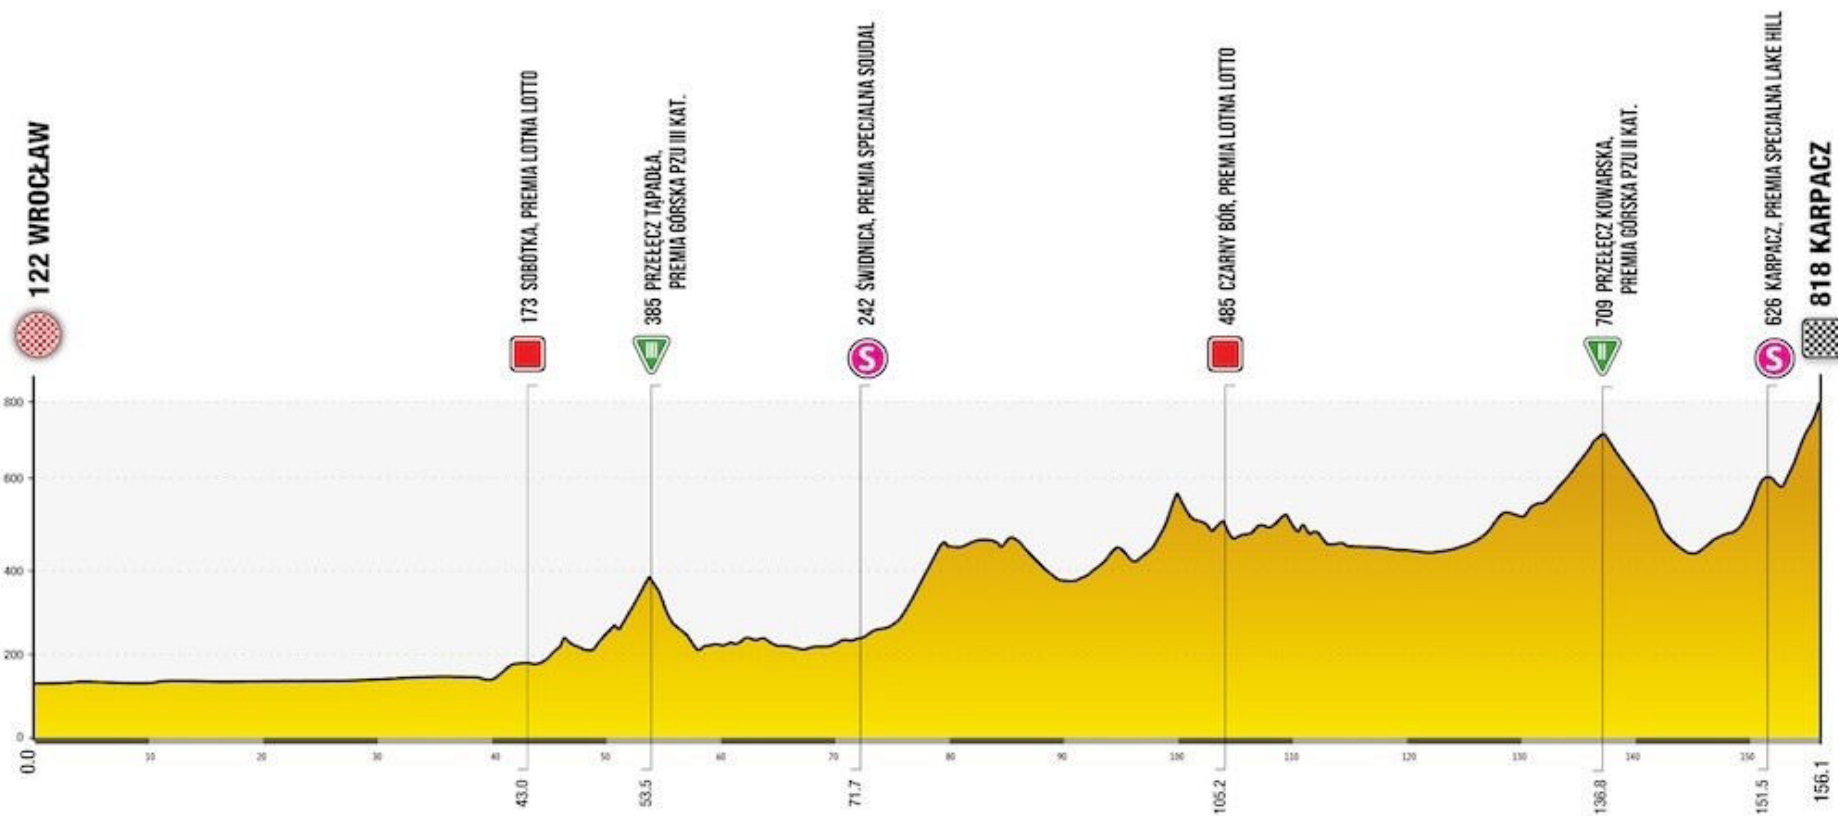 122 WROCŁAW
173 SOBÓTKA, PREMIA LOTNA LOTTO
385 PRZEŁĘCZ TĄPADŁA,
PREMIA GÓRSKA PZU III KAT.
242 ŚWIDNICA, PREMIA SPECJALNA SOUDAL
485 CZARNY BÓR, PREMIA LOTNA LOTTO
709 PRZEŁĘCZ KOWARSKA,
PREMIA GÓRSKA PZU II KAT.
626 KARPACZ, PREMIA SPECJALNA LAKE HILL
818 KARPACZ
III
S
II
S
800
600
400
200
0
10 20 30 40 50 60 70 80 90 100 110 120 130 140 150
0.0 43.0 53.5 71.7 105.2 136.8 151.5 156.1